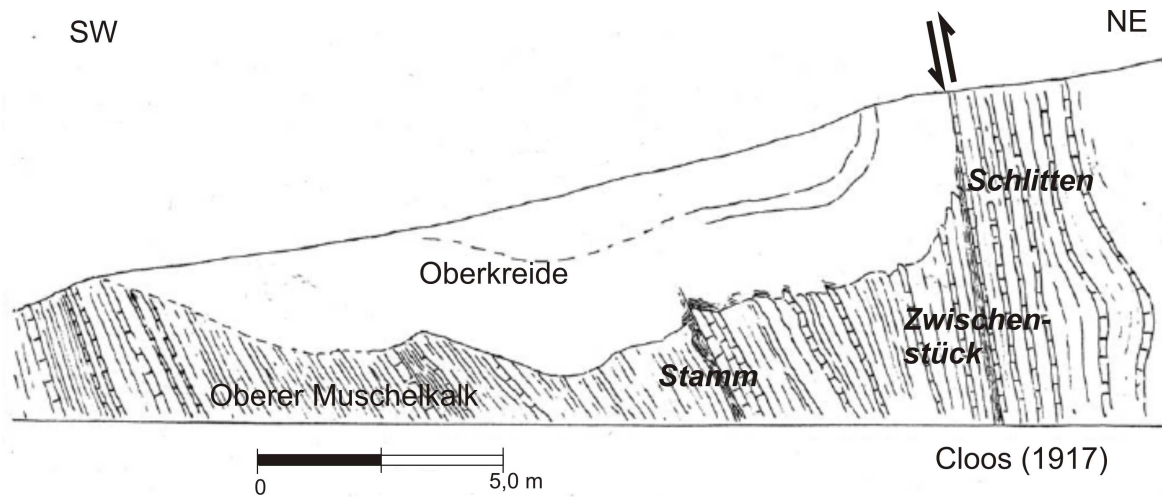 SW
NE
Schlitten
Oberkreide
Zwischen-
stück
Stamm
Oberer Muschelkalk
0
5,0 m
Cloos (1917)